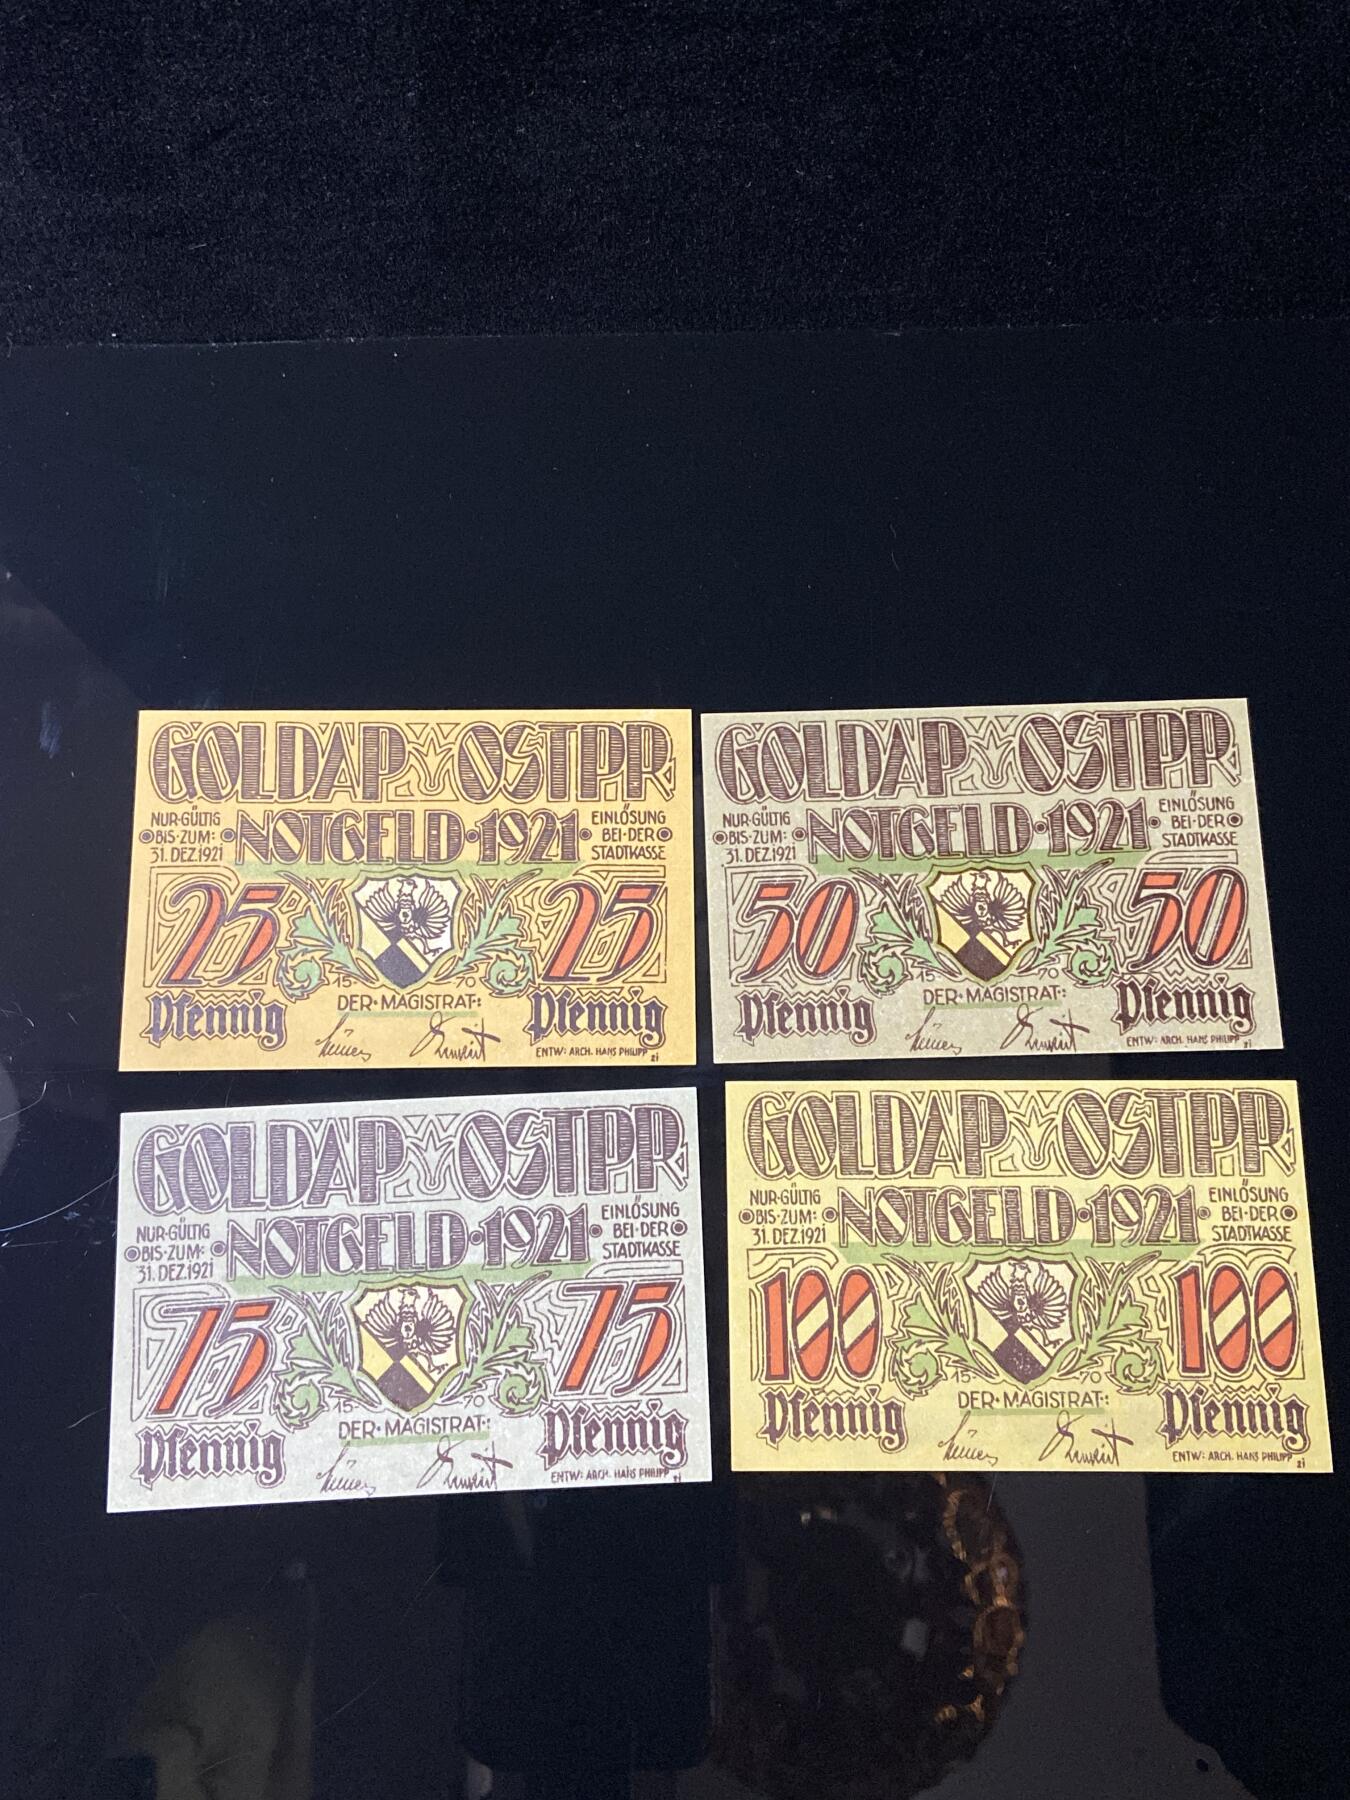 GOLDAP OSTPR.
NUR·GÜLTIG
BIS·ZUM:
31. DEZ.1921
NOTGELD·1921
EINLÖSUNG
BEI·DER
STADTKASSE
25 25
15- -70
Pfennig DER·MAGISTRAT: Pfennig
ENTW: ARCH. HANS PHILIPP
GOLDAP OSTPR.
NUR·GÜLTIG
BIS·ZUM:
31. DEZ.1921
NOTGELD·1921
EINLÖSUNG
BEI·DER
STADTKASSE
50 50
15- -70
Pfennig DER·MAGISTRAT: Pfennig
ENTW: ARCH. HANS PHILIPP
GOLDAP OSTPR.
NUR·GÜLTIG
BIS·ZUM:
31. DEZ.1921
NOTGELD·1921
EINLÖSUNG
BEI·DER
STADTKASSE
75 75
15- -70
Pfennig DER·MAGISTRAT: Pfennig
ENTW: ARCH. HANS PHILIPP
GOLDAP OSTPR.
NUR·GÜLTIG
BIS·ZUM:
31. DEZ.1921
NOTGELD·1921
EINLÖSUNG
BEI·DER
STADTKASSE
100 100
15- -70
Pfennig DER·MAGISTRAT: Pfennig
ENTW: ARCH. HANS PHILIPP